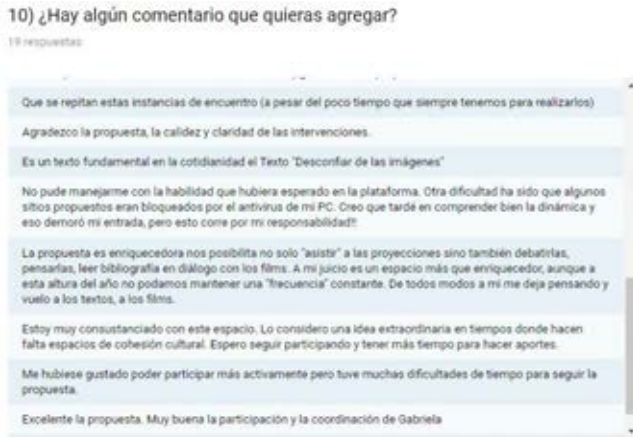 10) ¿Hay algún comentario que quieras agregar?
19 respuestas
Que se repitan estas instancias de encuentro (a pesar del poco tiempo que siempre tenemos para realizarlos)
Agradezco la propuesta, la calidez y claridad de las intervenciones.
Es un texto fundamental en la cotidianidad el Texto "Desconfiar de las imágenes"
No pude manejarme con la habilidad que hubiera esperado en la plataforma. Otra dificultad ha sido que algunos
sitios propuestos eran bloqueados por el antivirus de mi PC. Creo que tardé en comprender bien la dinámica y
eso demoró mi entrada, pero esto corre por mi responsabilidad!!
La propuesta es enriquecedora nos posibilita no solo "asistir" a las proyecciones sino también debatirlas,
pensarlas, leer bibliografía en diálogo con los films. A mi juicio es un espacio más que enriquecedor, aunque a
esta altura del año no podamos mantener una "frecuencia" constante. De todos modos a mi me deja pensando y
vuelo a los textos, a los films.
Estoy muy consustanciado con este espacio. Lo considero una idea extraordinaria en tiempos donde hacen
falta espacios de cohesión cultural. Espero seguir participando y tener más tiempo para hacer aportes.
Me hubiese gustado poder participar más activamente pero tuve muchas dificultades de tiempo para seguir la
propuesta.
Excelente la propuesta. Muy buena la participación y la coordinación de Gabriela